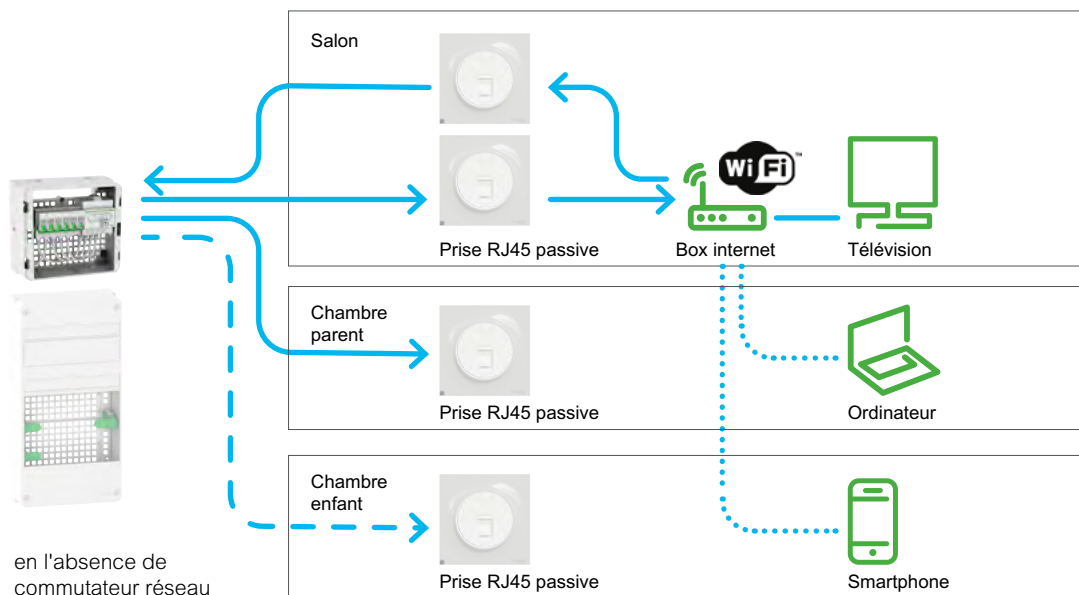 Salon
Wi Fi
TM
Prise RJ45 passive
Box internet
Télévision
Chambre
parent
Prise RJ45 passive
Ordinateur
Chambre
enfant
Prise RJ45 passive
Smartphone
en l'absence de
commutateur réseau